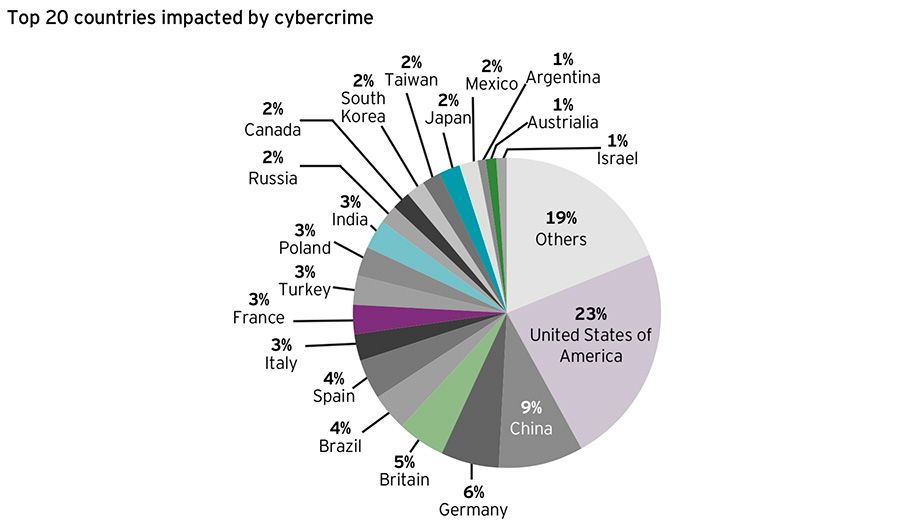 Top 20 countries impacted by cybercrime
1%
Argentina
2%
Mexico
2%
Taiwan
2%
South
Korea
2%
Japan
1%
Austrialia
2%
Canada
1%
Israel
2%
Russia
3%
India
19%
Others
3%
Poland
3%
Turkey
3%
France
23%
United States of
America
3%
Italy
4%
Spain
9%
China
4%
Brazil
5%
Britain
6%
Germany